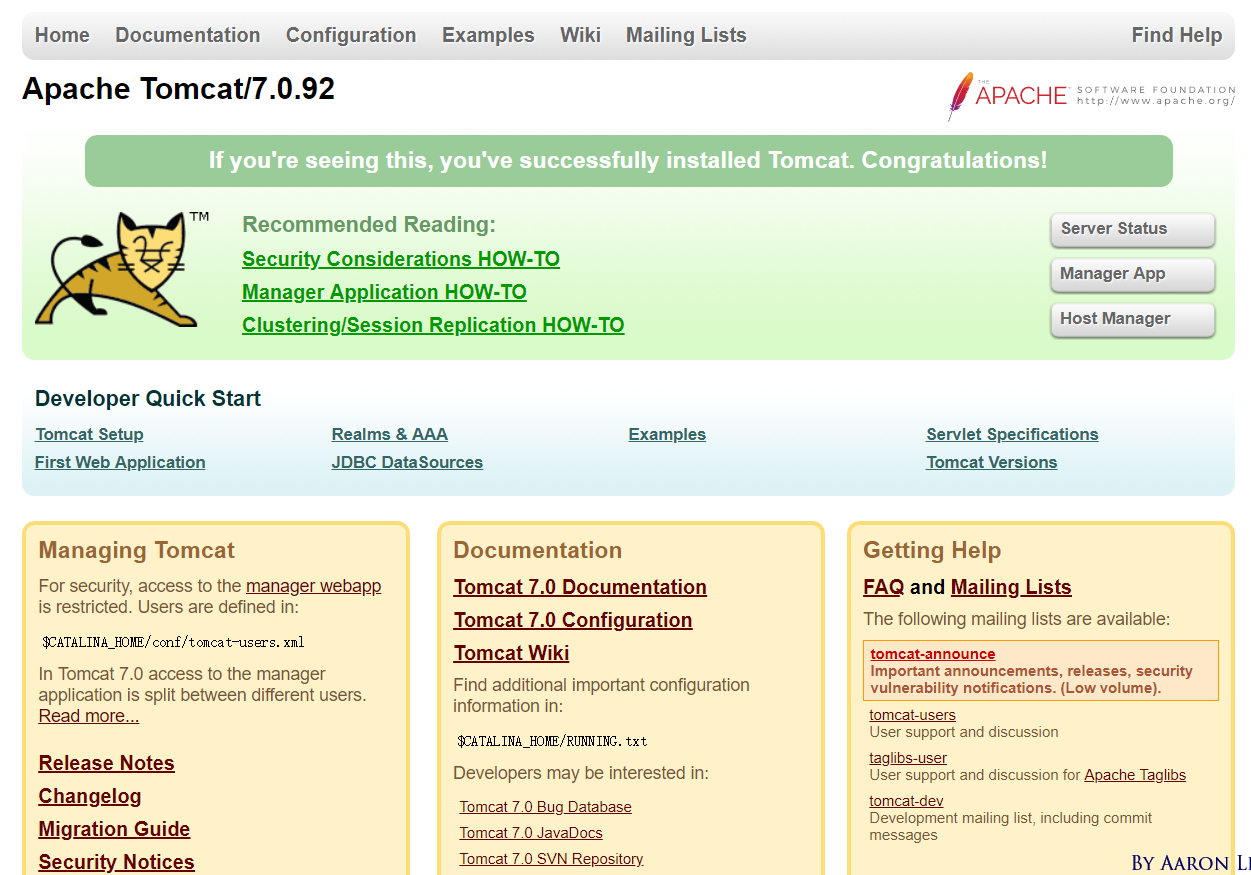 Home Documentation Configuration Examples Wiki Mailing Lists Find Help
Apache Tomcat/7.0.92
THE APACHE SOFTWARE FOUNDATION
http://www.apache.org/
If you're seeing this, you've successfully installed Tomcat. Congratulations!
TM
Recommended Reading:
Security Considerations HOW-TO
Manager Application HOW-TO
Clustering/Session Replication HOW-TO
Server Status
Manager App
Host Manager
Developer Quick Start
Tomcat Setup
First Web Application
Realms & AAA
JDBC DataSources
Examples
Servlet Specifications
Tomcat Versions
Managing Tomcat
For security, access to the manager webapp
is restricted. Users are defined in:
$CATALINA_HOME/conf/tomcat-users.xml
In Tomcat 7.0 access to the manager
application is split between different users.
Read more...
Release Notes
Changelog
Migration Guide
Security Notices
Documentation
Tomcat 7.0 Documentation
Tomcat 7.0 Configuration
Tomcat Wiki
Find additional important configuration
information in:
$CATALINA_HOME/RUNNING.txt
Developers may be interested in:
Tomcat 7.0 Bug Database
Tomcat 7.0 JavaDocs
Tomcat 7.0 SVN Repository
Getting Help
FAQ and Mailing Lists
The following mailing lists are available:
tomcat-announce
Important announcements, releases, security
vulnerability notifications. (Low volume).
tomcat-users
User support and discussion
taglibs-user
User support and discussion for Apache Taglibs
tomcat-dev
Development mailing list, including commit
messages
BY AARON